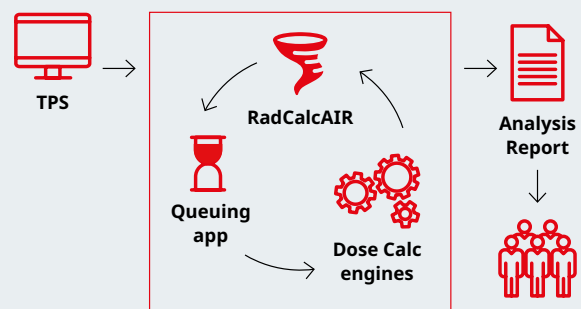 TPS
RadCalcAIR
Queuing
app
Dose Calc
engines
Analysis
Report